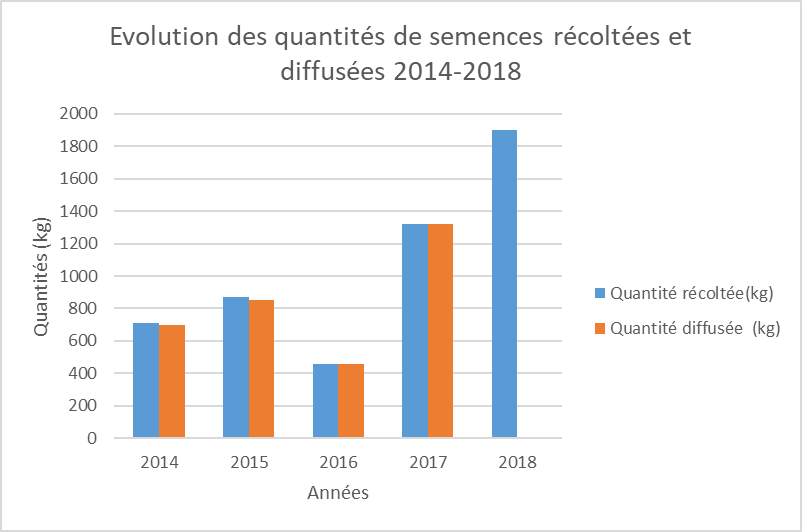 Evolution des quantités de semences récoltées et
diffusées 2014-2018
Quantités (kg)
2000
1800
1600
1400
1200
1000
800
600
400
200
0
2014 2015 2016 2017 2018
Années
Quantité récoltée(kg)
Quantité diffusée (kg)